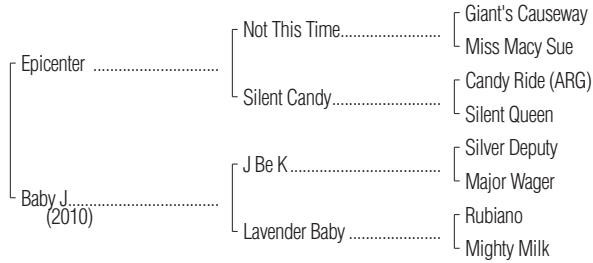 Giant's Causeway
Not This Time
Miss Macy Sue
Epicenter
Candy Ride (ARG)
Silent Candy
Silent Queen
Silver Deputy
J Be K
Major Wager
Baby J
(2010)
Rubiano
Lavender Baby
Mighty Milk